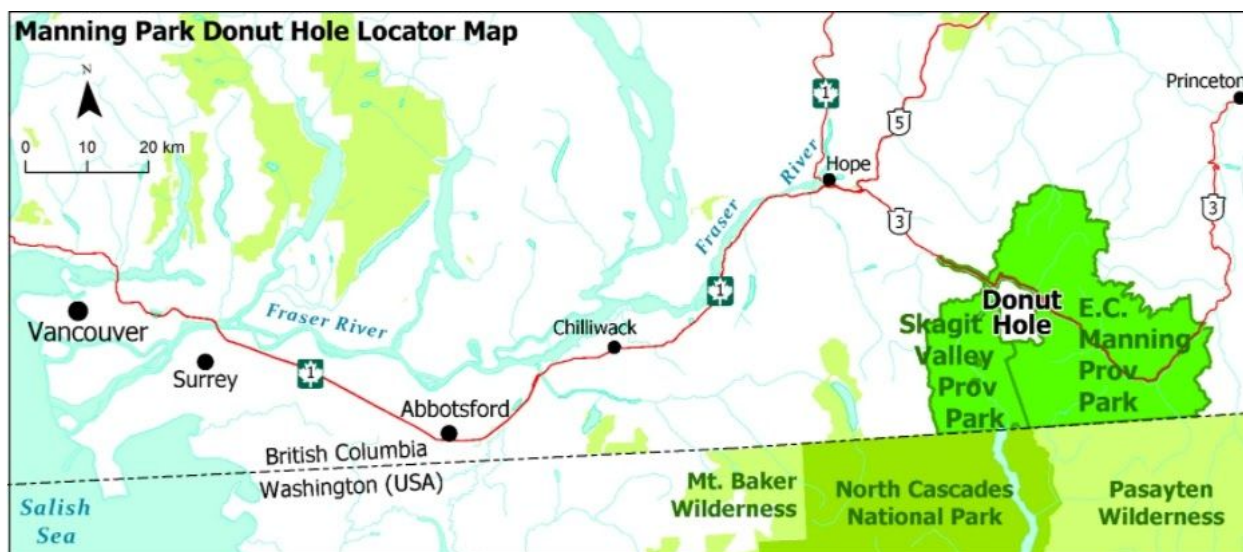 Manning Park Donut Hole Locator Map
N
0 10 20 km
Princeton
1
5
Hope
3
3
Fraser
River
1
Donut
Hole
Skagit
Valley
Prov
Park
E.C.
Manning
Prov
Park
Vancouver
Fraser River
Chilliwack
Surrey
1
Abbotsford
British Columbia
Washington (USA)
Salish
Sea
Mt. Baker
Wilderness
North Cascades
National Park
Pasayten
Wilderness